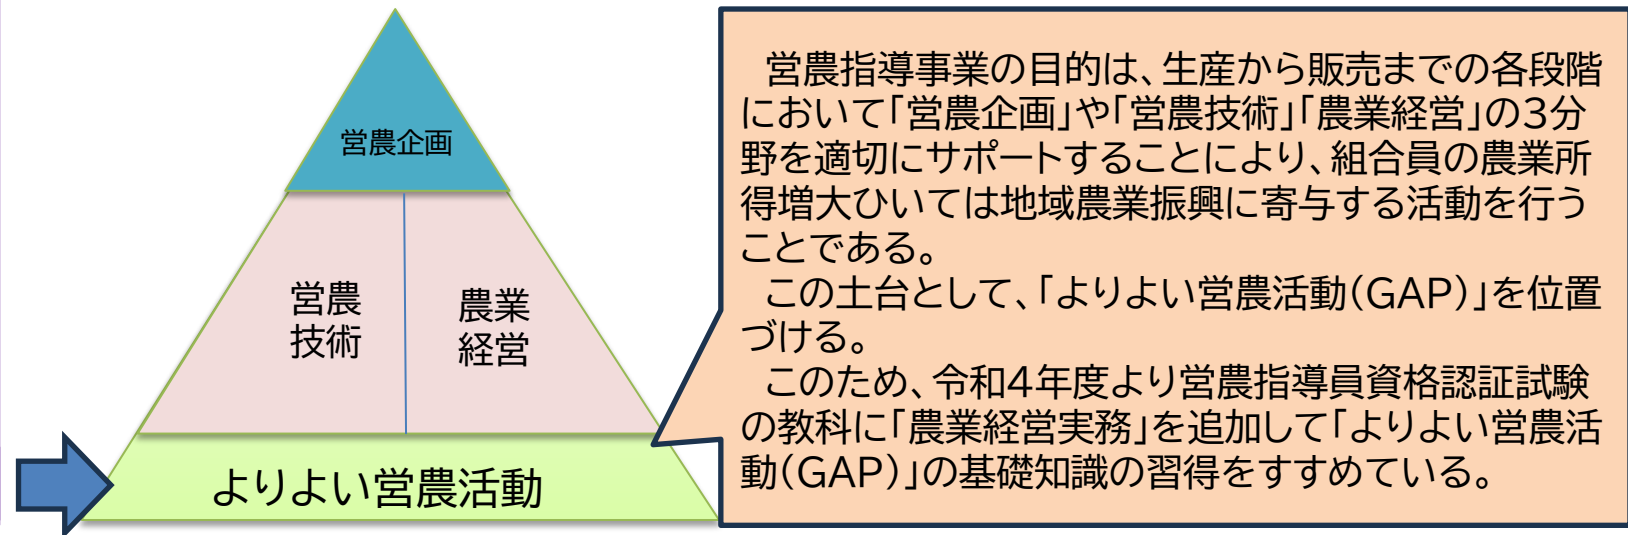 営農企画
営農
技術
農業
経営
よりよい営農活動
営農指導事業の目的は、生産から販売までの各段階
において「営農企画」や「営農技術」「農業経営」の3分
野を適切にサポートすることにより、組合員の農業所
得増大ひいては地域農業振興に寄与する活動を行う
ことである。
この土台として、「よりよい営農活動(GAP)」を位置
づける。
このため、令和4年度より営農指導員資格認証試験
の教科に「農業経営実務」を追加して「よりよい営農活
動(GAP)」の基礎知識の習得をすすめている。